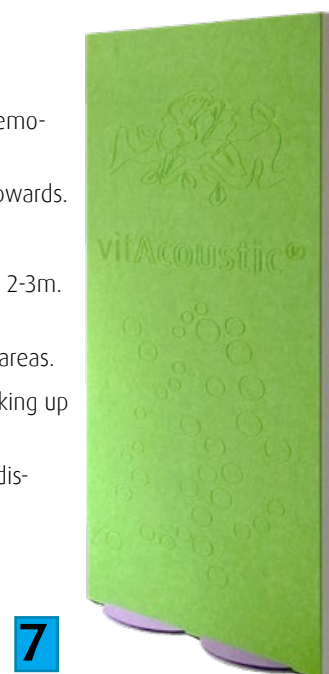 emo-
owards.
2-3m.
areas.
king up
dis-
vitAcoustic®
7